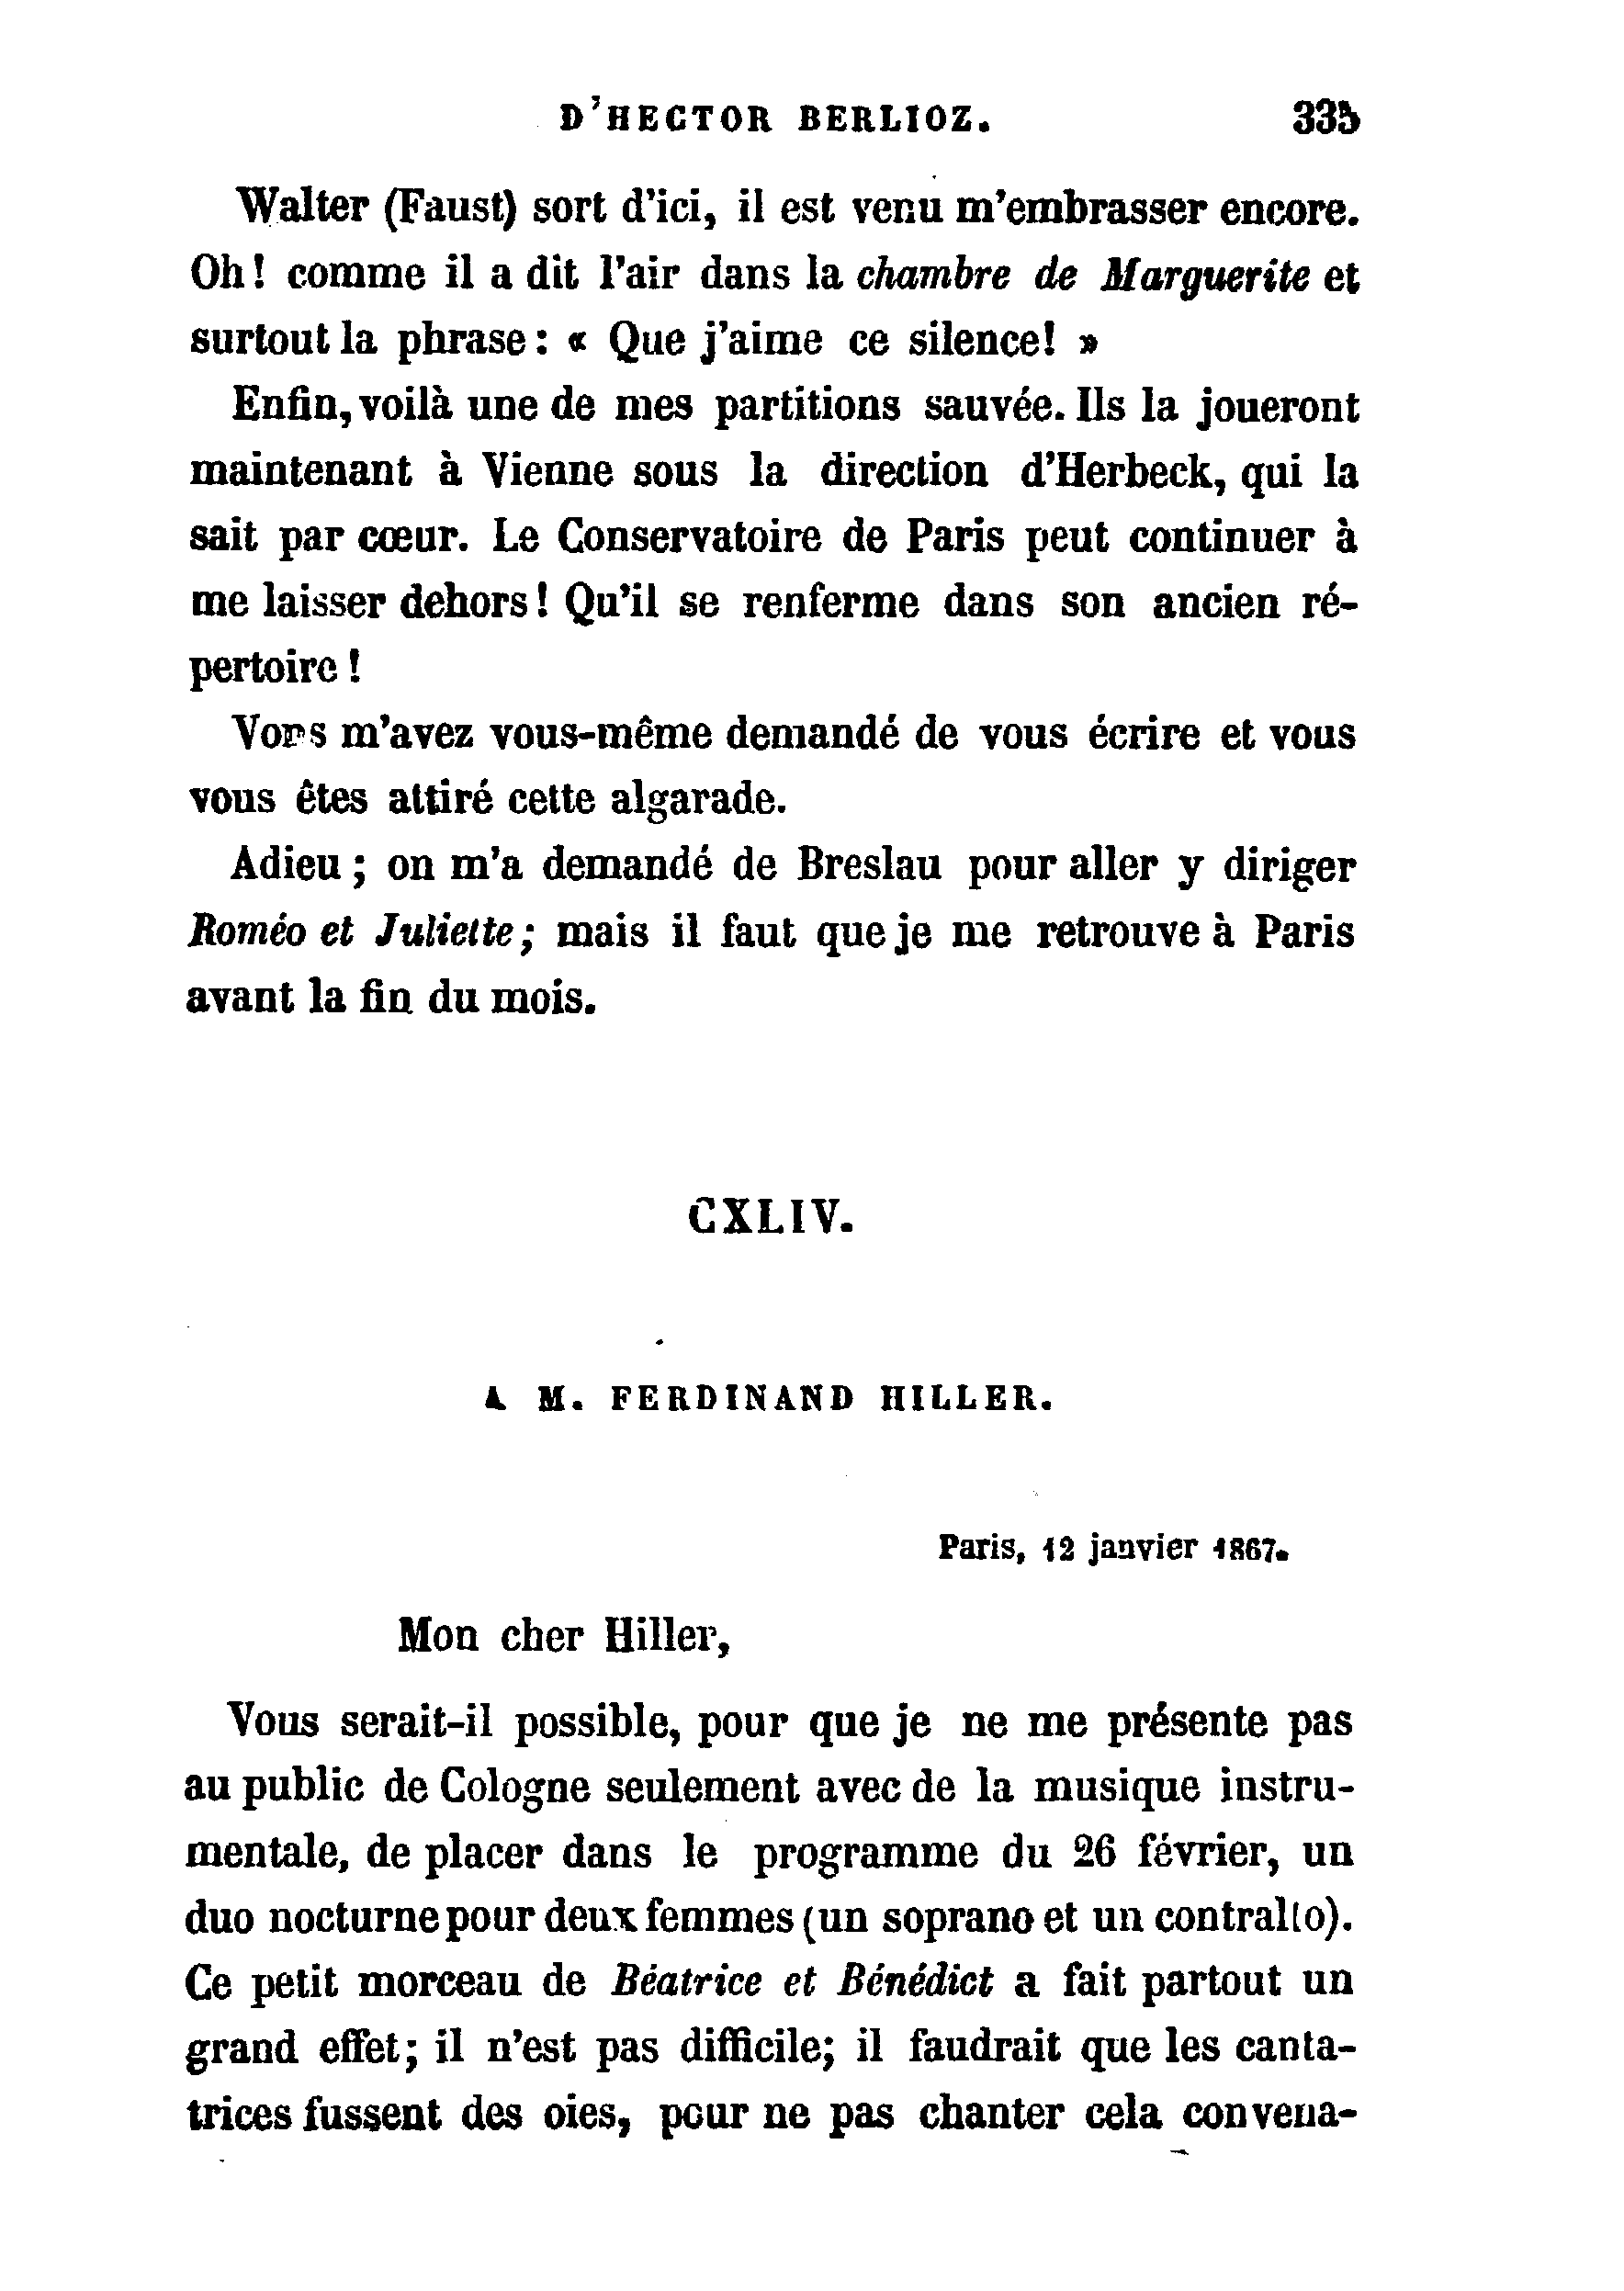 D'HECTOR BERLIOZ. 335
Walter (Faust) sort d'ici, il est venu m'embrasser encore.
Oh! comme il a dit l'air dans la chambre de Marguerite et
surtout la phrase: « Que j'aime ce silence! »
Enfin, voilà une de mes partitions sauvée. Ils la joueront
maintenant à Vienne sous la direction d'Herbeck, qui la
sait par cœur. Le Conservatoire de Paris peut continuer à
me laisser dehors! Qu'il se renferme dans son ancien ré-
pertoire!
Vous m'avez vous-même demandé de vous écrire et vous
vous êtes attiré cette algarade.
Adieu; on m'a demandé de Breslau pour aller y diriger
Roméo et Juliette; mais il faut que je me retrouve à Paris
avant la fin du mois.
CXLIV.
A M. FERDINAND HILLER.
Paris, 12 janvier 1867.
Mon cher Hiller,
Vous serait-il possible, pour que je ne me présente pas
au public de Cologne seulement avec de la musique instru-
mentale, de placer dans le programme du 26 février, un
duo nocturne pour deux femmes (un soprano et un contralto).
Ce petit morceau de Béatrice et Bénédict a fait partout un
grand effet; il n'est pas difficile; il faudrait que les canta-
trices fussent des oies, pour ne pas chanter cela convena-